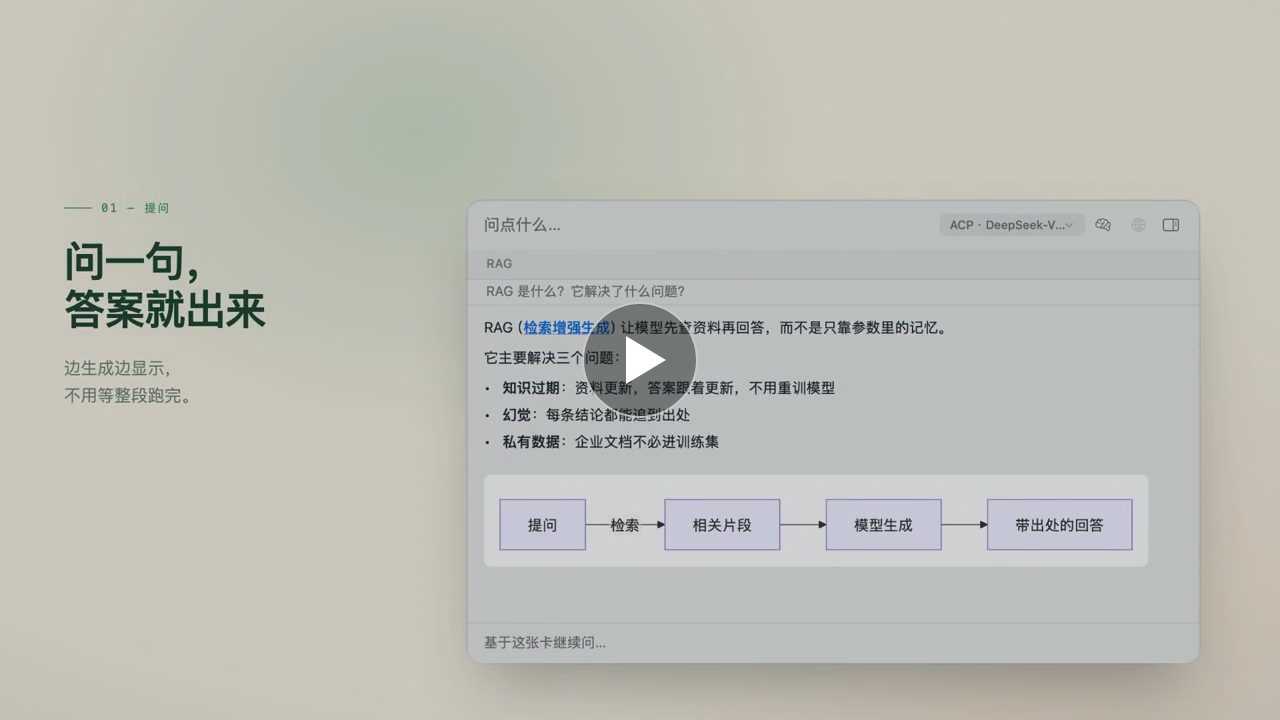 01 — 提问
问一句，
答案就出来
边生成边显示，
不用等整段跑完。
问点什么...
ACP · DeepSeek-V...
RAG
RAG 是什么？它解决了什么问题？
RAG (检索增强生成) 让模型先查资料再回答，而不是只靠参数里的记忆。
它主要解决三个问题：
• 知识过期：资料更新，答案跟着更新，不用重训模型
• 幻觉：每条结论都能追到出处
• 私有数据：企业文档不必进训练集
提问
检索
相关片段
模型生成
带出处的回答
基于这张卡继续问...